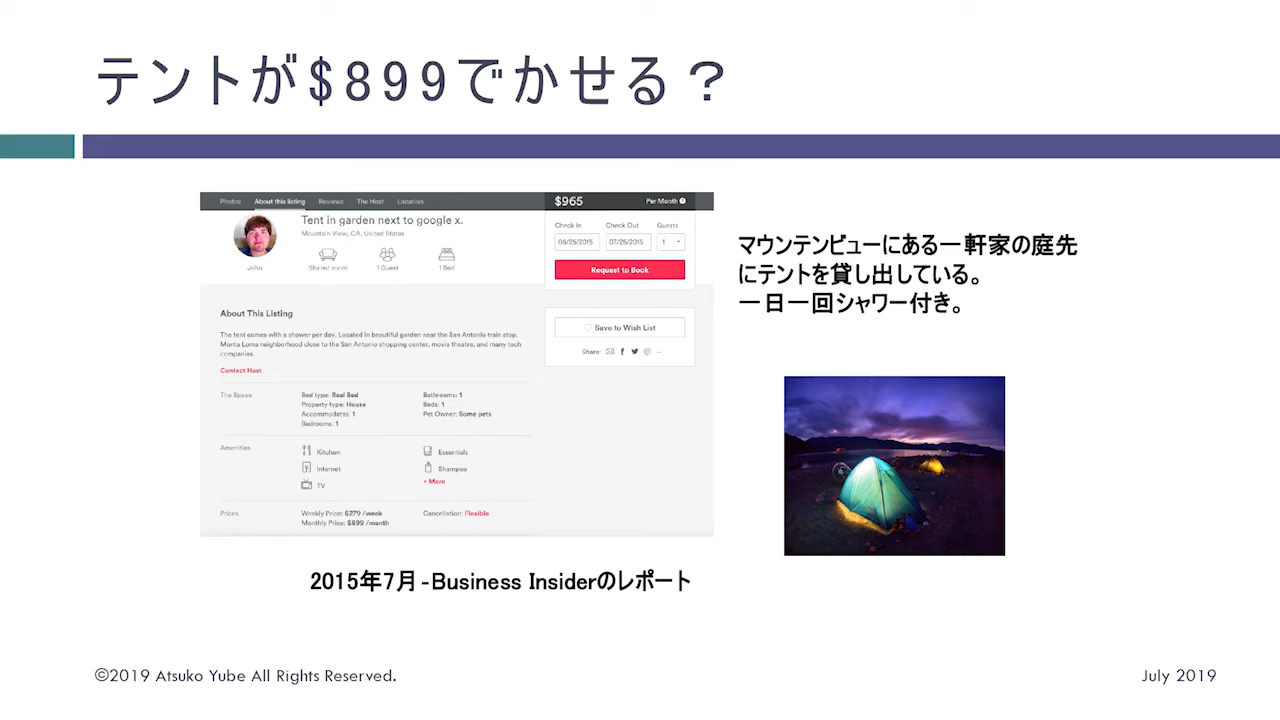 テントが$899でかせる？
Photos About this listing Reviews The Host Location
$965 Per Month
Tent in garden next to google x.
Mountain View, CA, United States
John
Shared room 1 Guest 1 Bed
Check In Check Out Guests
06/25/2015 07/25/2015 1
Request to Book
About This Listing
The tent comes with a shower per day. Located in beautiful garden near the San Antonio train stop.
Monta Loma neighborhood close to the San Antonio shopping center, movie theatre, and many tech
companies.
Contact Host
Save to Wish List
Share:
The Space
Bed type: Real Bed
Property type: House
Accommodates: 1
Bedrooms: 1
Bathrooms: 1
Beds: 1
Pet Owner: Some pets
Amenities
Kitchen
Internet
TV
Essentials
Shampoo
+ More
Prices
Weekly Price: $279 /week
Monthly Price: $899 /month
Cancellation: Flexible
マウンテンビューにある一軒家の庭先
にテントを貸し出している。
一日一回シャワー付き。
2015年7月-Business Insiderのレポート
©2019 Atsuko Yube All Rights Reserved.
July 2019